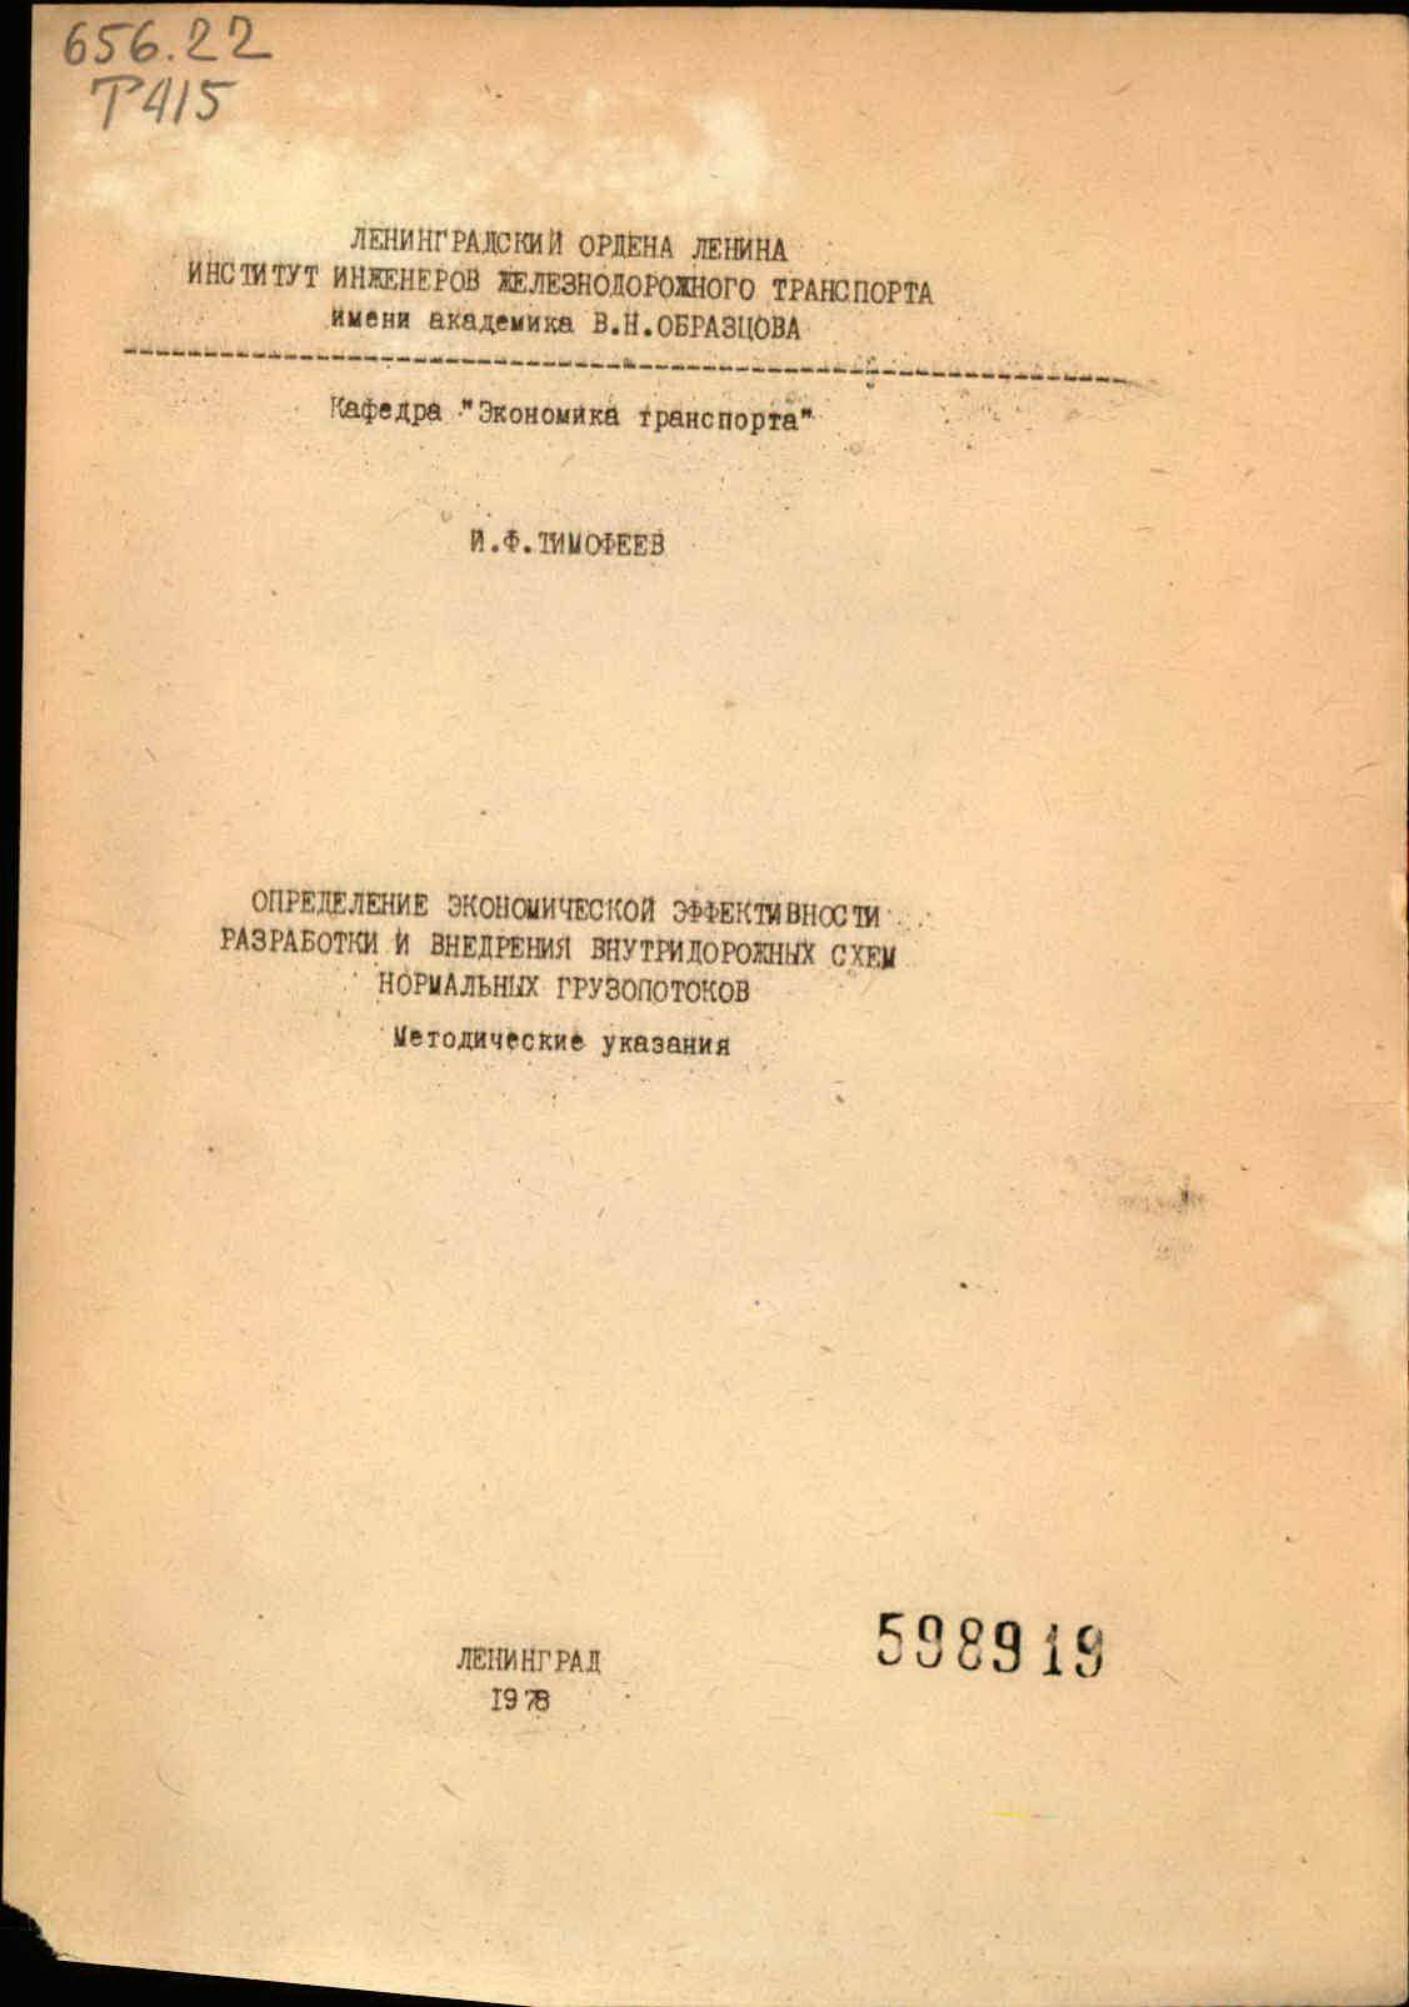 656.22
Т415
ЛЕНИНГРАДСКИЙ ОРДЕНА ЛЕНИНА
ИНСТИТУТ ИНЖЕНЕРОВ ЖЕЛЕЗНОДОРОЖНОГО ТРАНСПОРТА
имени академика В.Н.ОБРАЗЦОВА
Кафедра "Экономика транспорта"
И.Ф.ТИМОФЕЕВ
ОПРЕДЕЛЕНИЕ ЭКОНОМИЧЕСКОЙ ЭФФЕКТИВНОСТИ
РАЗРАБОТКИ И ВНЕДРЕНИЯ ВНУТРИДОРОЖНЫХ СХЕМ
НОРМАЛЬНЫХ ГРУЗОПОТОКОВ
Методические указания
598919
ЛЕНИНГРАД
1978